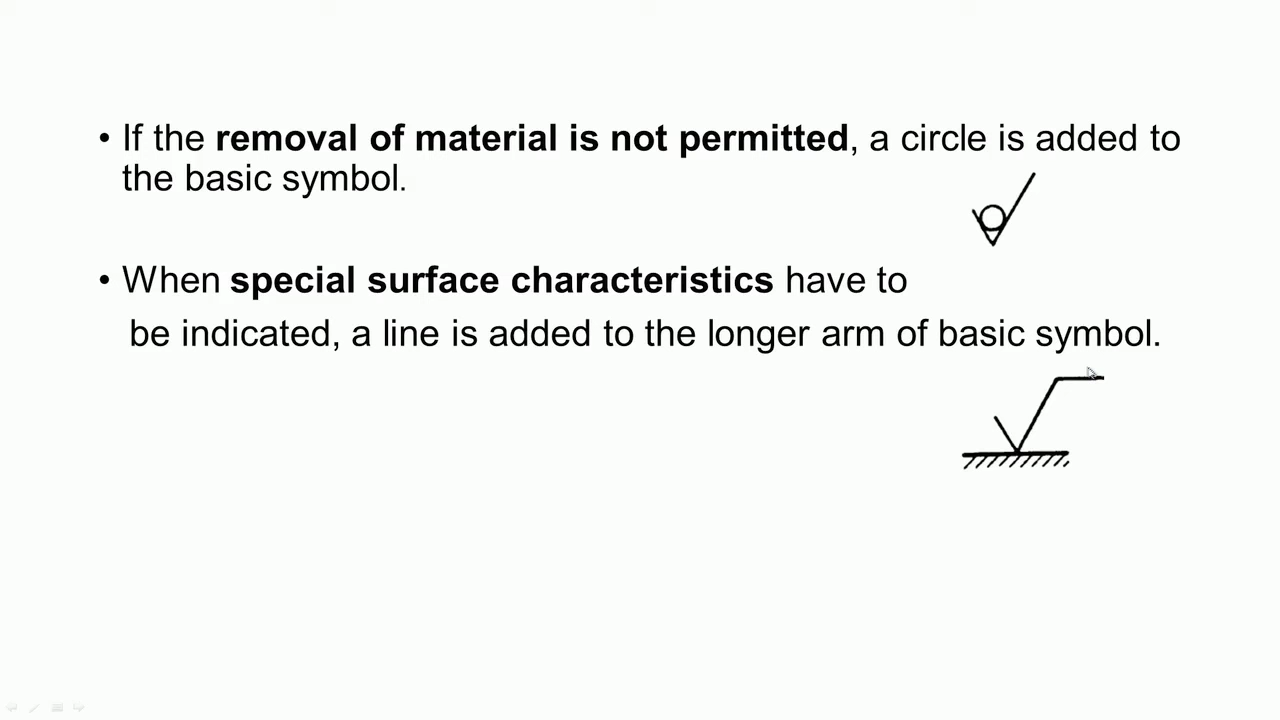 • If the removal of material is not permitted, a circle is added to
the basic symbol.
• When special surface characteristics have to
be indicated, a line is added to the longer arm of basic symbol.